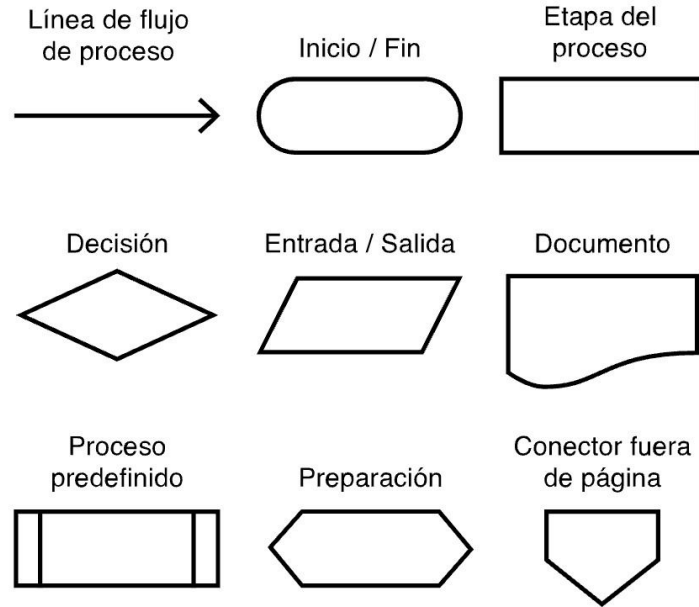 Línea de flujo
de proceso
Inicio / Fin
Etapa del
proceso
Decisión
Entrada / Salida
Documento
Proceso
predefinido
Preparación
Conector fuera
de página